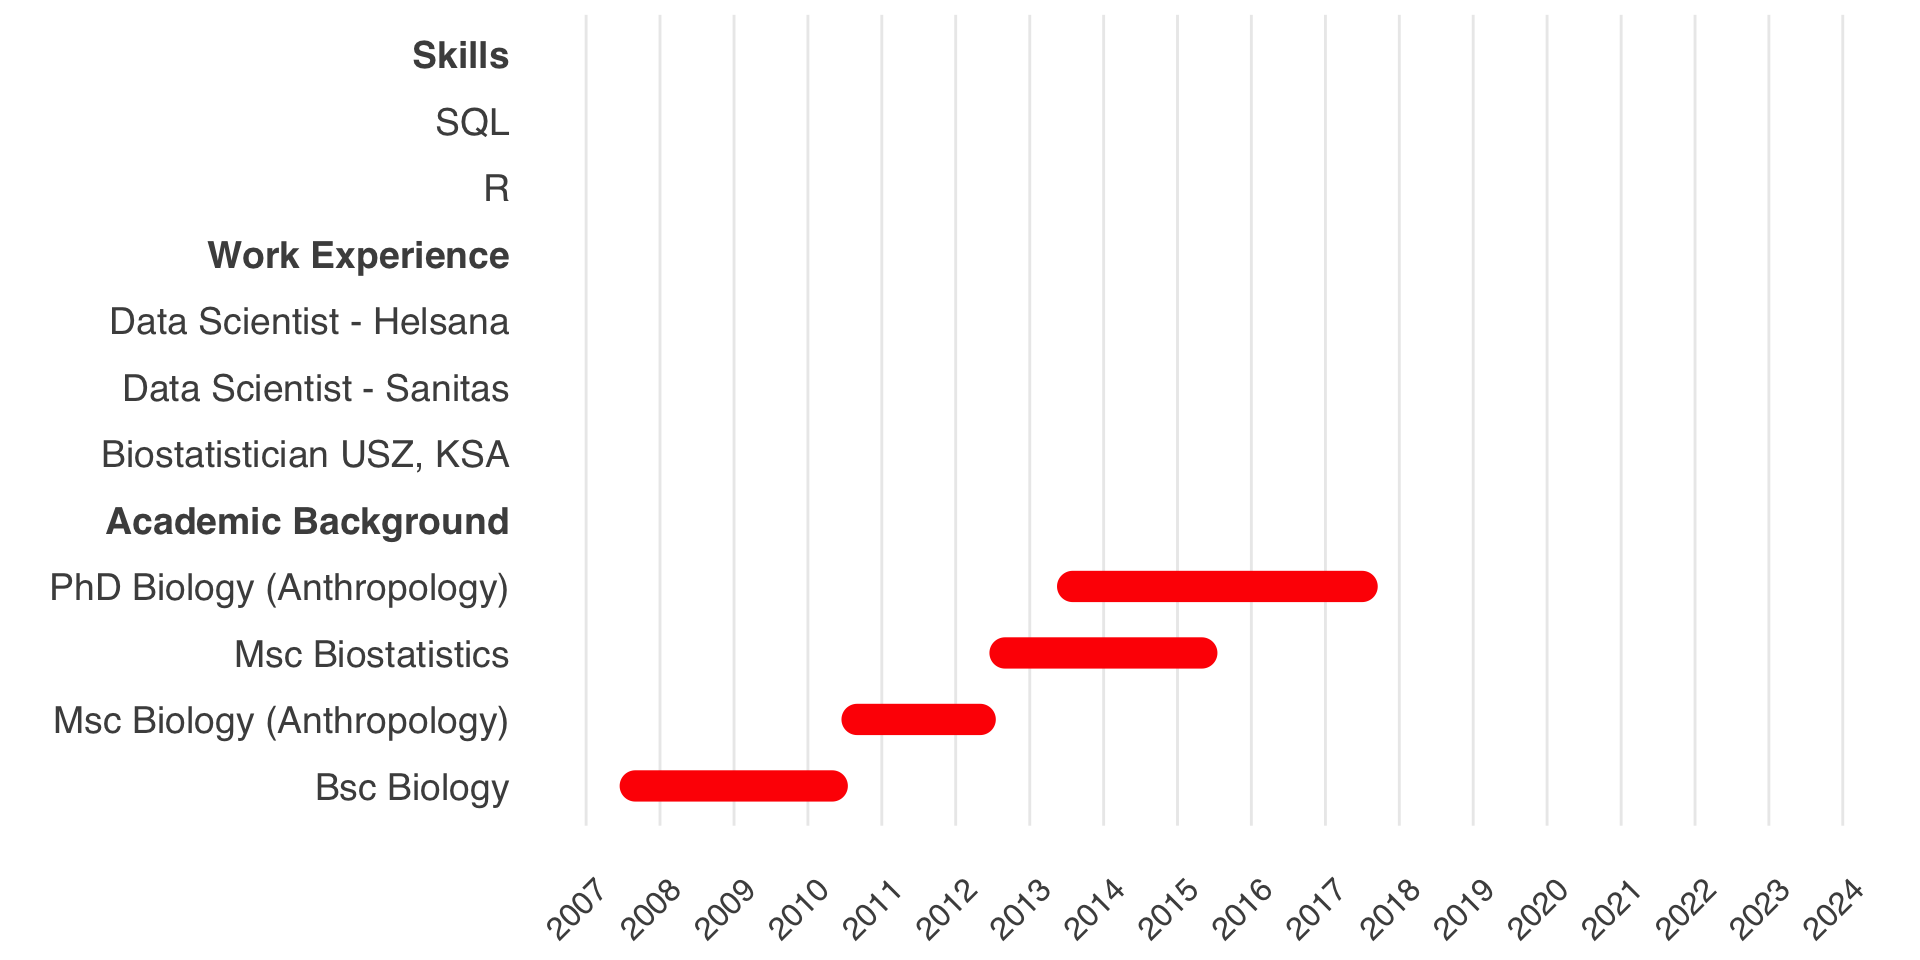 Skills
SQL
R
Work Experience
Data Scientist - Helsana
Data Scientist - Sanitas
Biostatistician USZ, KSA
Academic Background
PhD Biology (Anthropology)
Msc Biostatistics
Msc Biology (Anthropology)
Bsc Biology
2007 2008 2009 2010 2011 2012 2013 2014 2015 2016 2017 2018 2019 2020 2021 2022 2023 2024